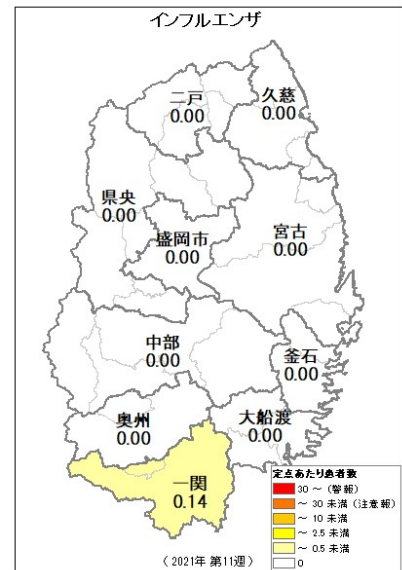 インフルエンザ
二戸
0.00
久慈
0.00
県央
0.00
盛岡市
0.00
宮古
0.00
中部
0.00
釜石
0.00
奥州
0.00
大船渡
0.00
一関
0.14
定点あたり患者数
30 ～ (警報)
～ 30 未満 (注意報)
～ 10 未満
～ 2.5 未満
～ 0.5 未満
0
( 2021年 第11週 )